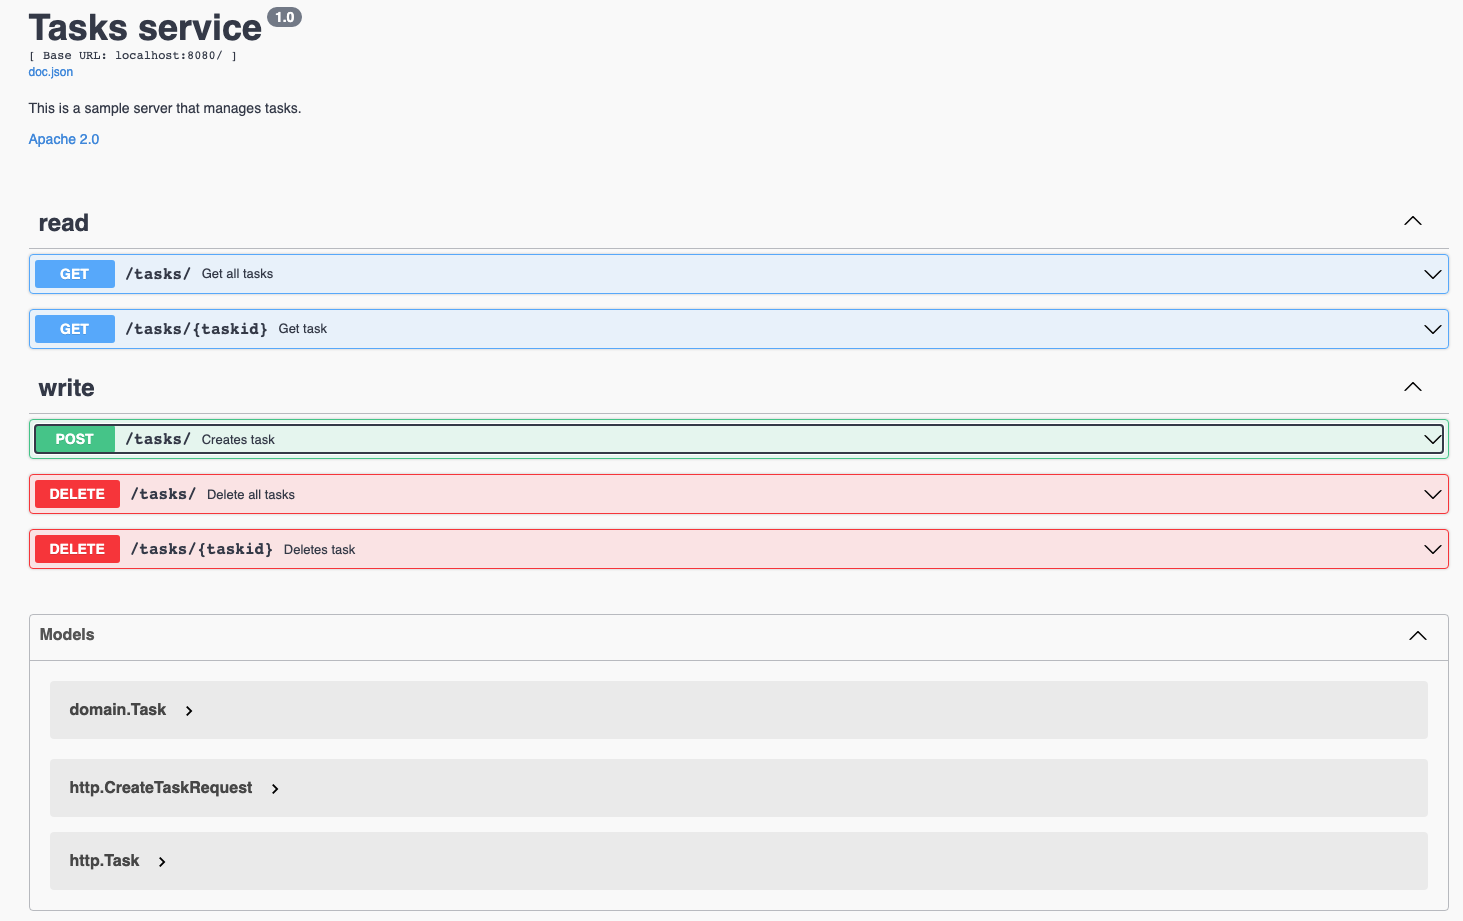 Tasks service 1.0
[ Base URL: localhost:8080/ ]
doc.json
This is a sample server that manages tasks.
Apache 2.0
read
GET /tasks/ Get all tasks
GET /tasks/{taskid} Get task
write
POST /tasks/ Creates task
DELETE /tasks/ Delete all tasks
DELETE /tasks/{taskid} Deletes task
Models
domain.Task
http.CreateTaskRequest
http.Task